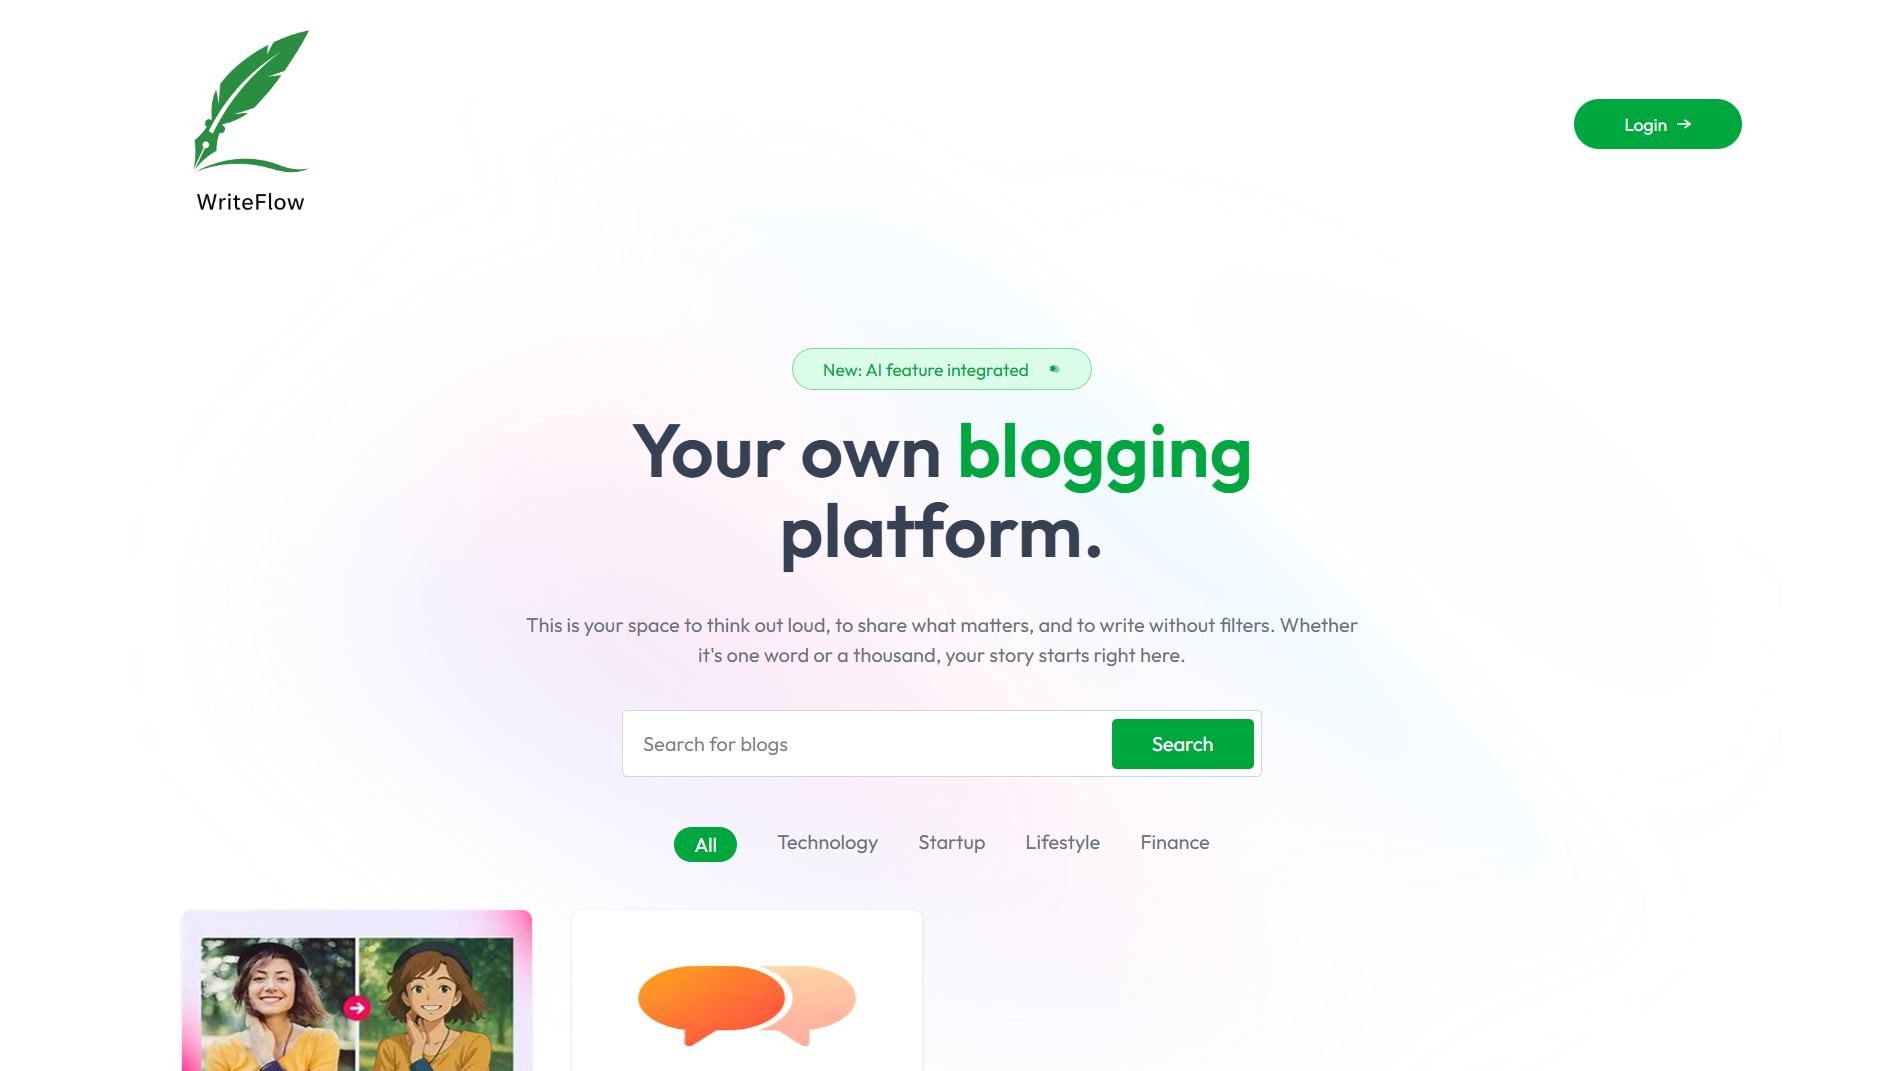 WriteFlow
Login
New: AI feature integrated
Your own blogging
platform.
This is your space to think out loud, to share what matters, and to write without filters. Whether
it's one word or a thousand, your story starts right here.
Search for blogs
Search
All
Technology
Startup
Lifestyle
Finance